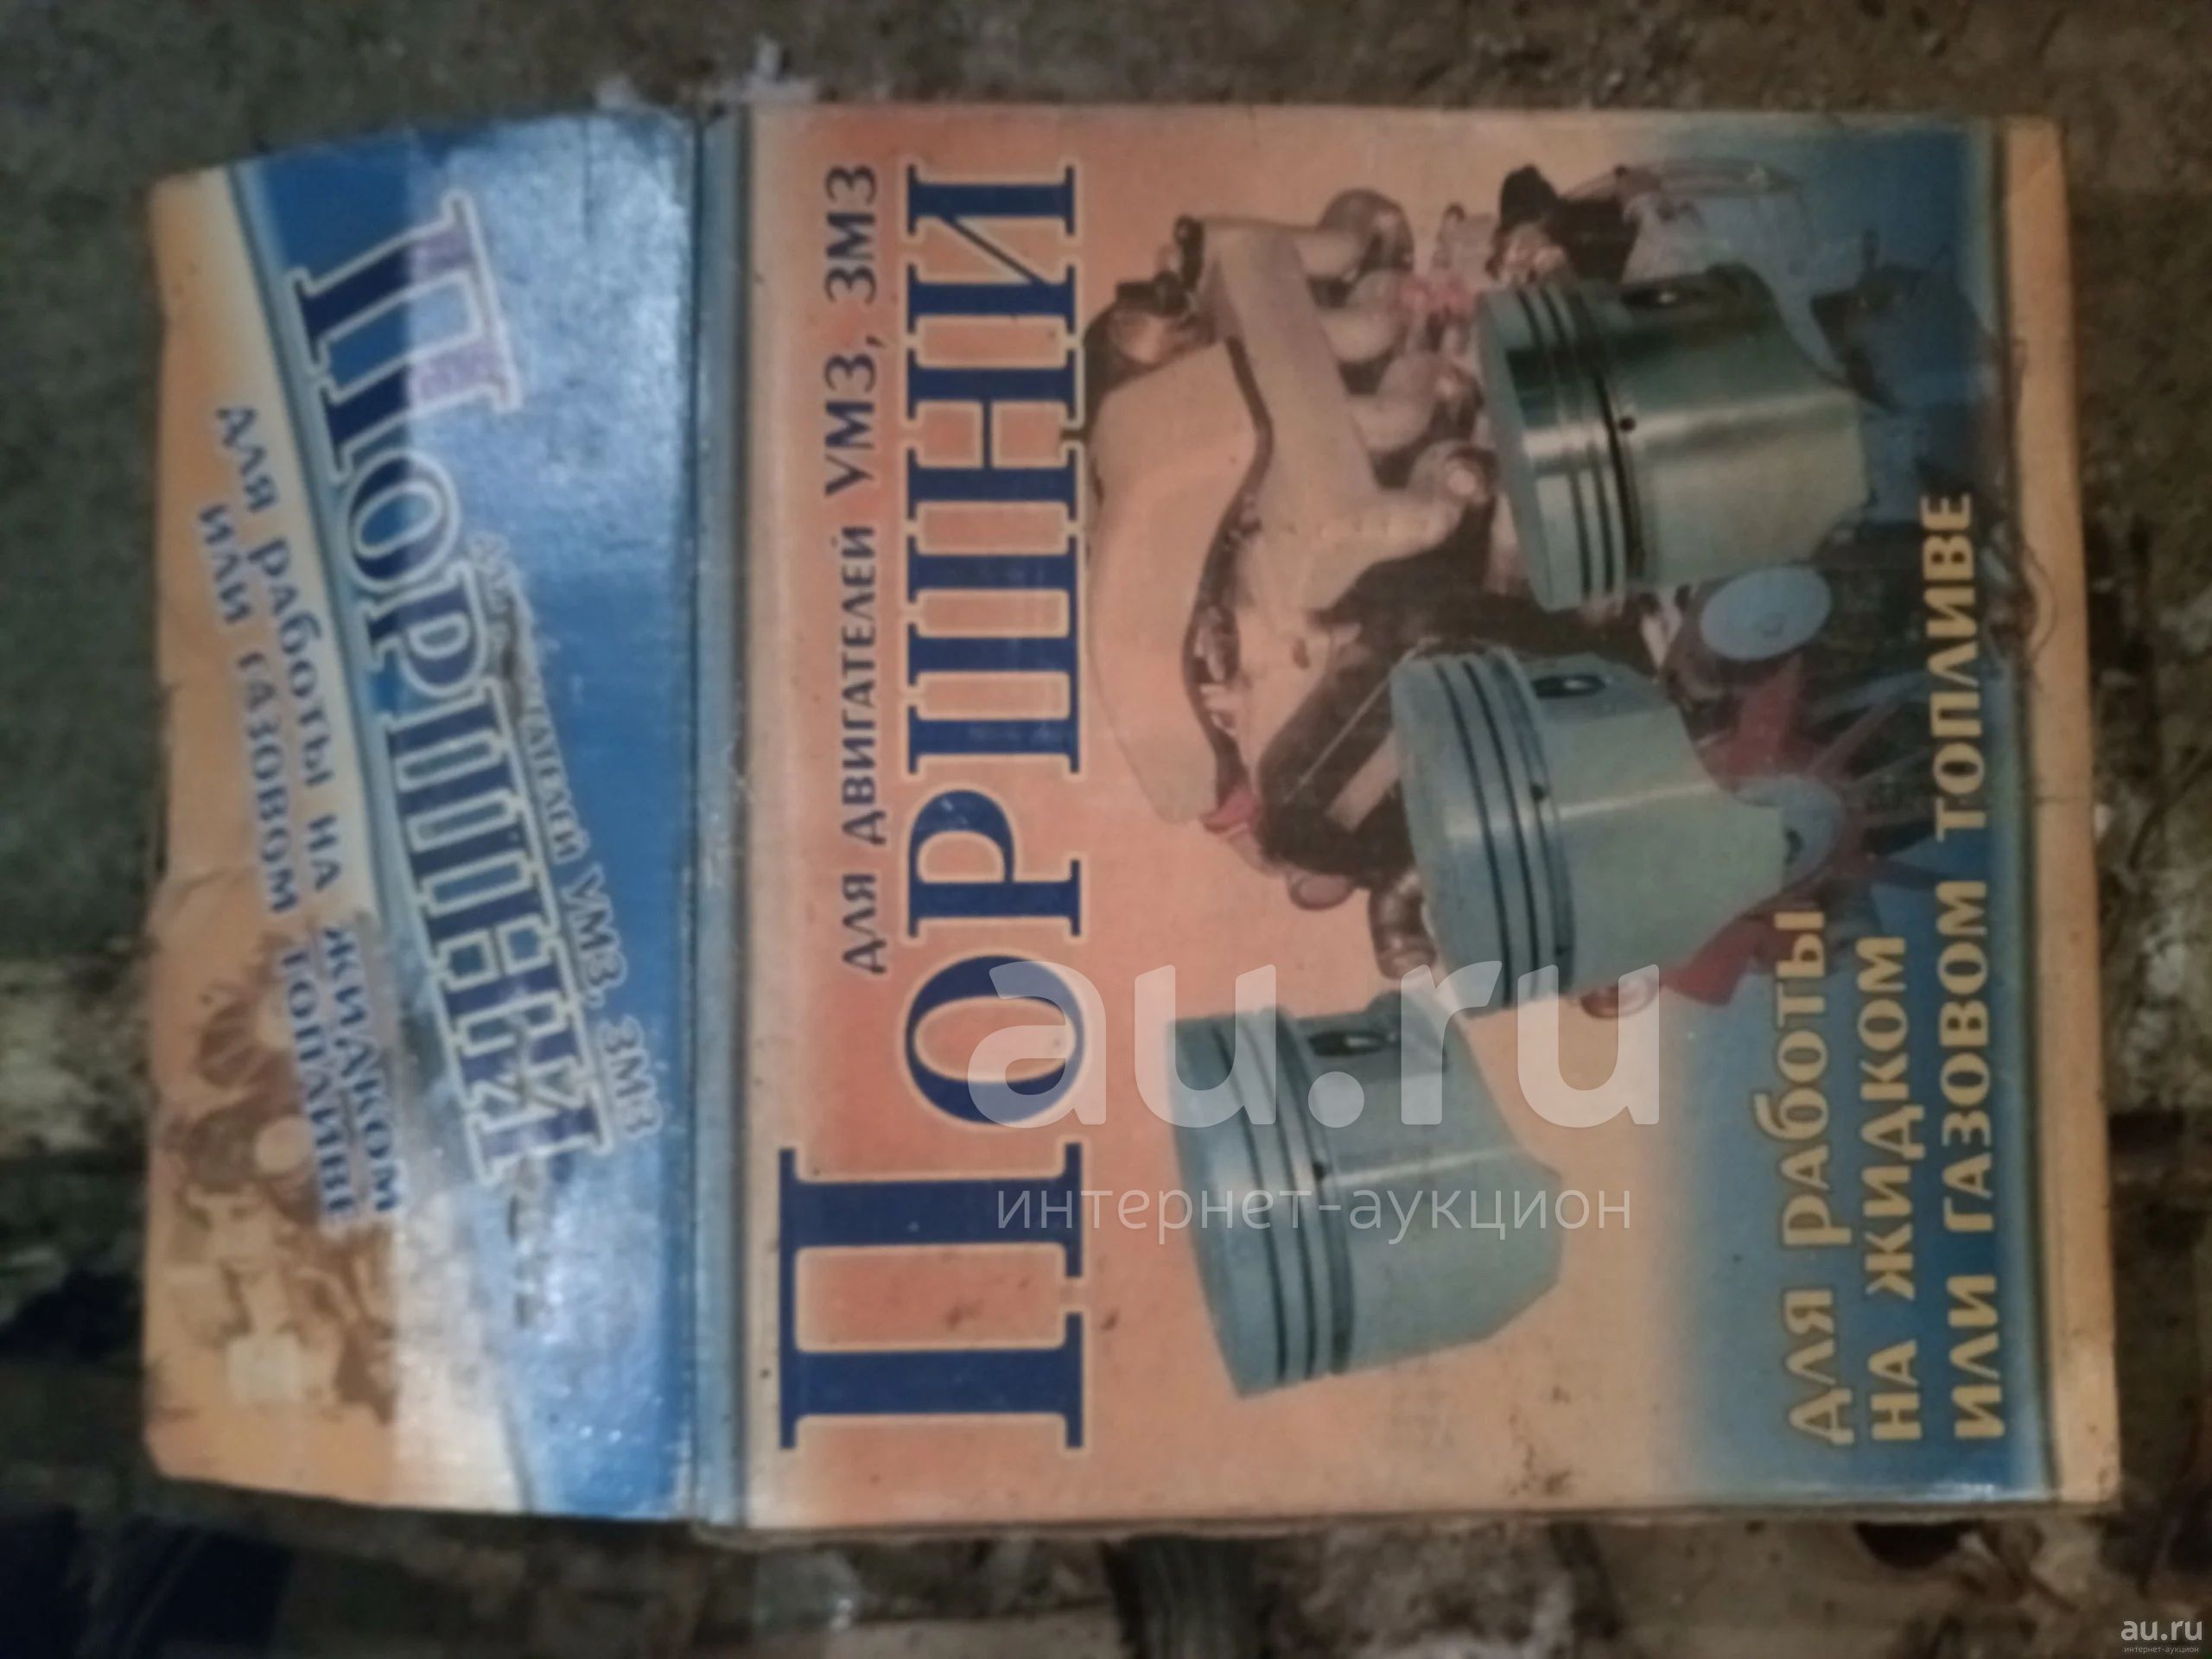 для двигателей УМЗ, ЗМЗ
ПОРШНИ
для работы
на жидком
или газовом топливе
Поршни
двигателей УМЗ, ЗМЗ
для работы на жидком
или газовом топливе
au.ru
интернет-аукцион
au.ru
интернет-аукцион